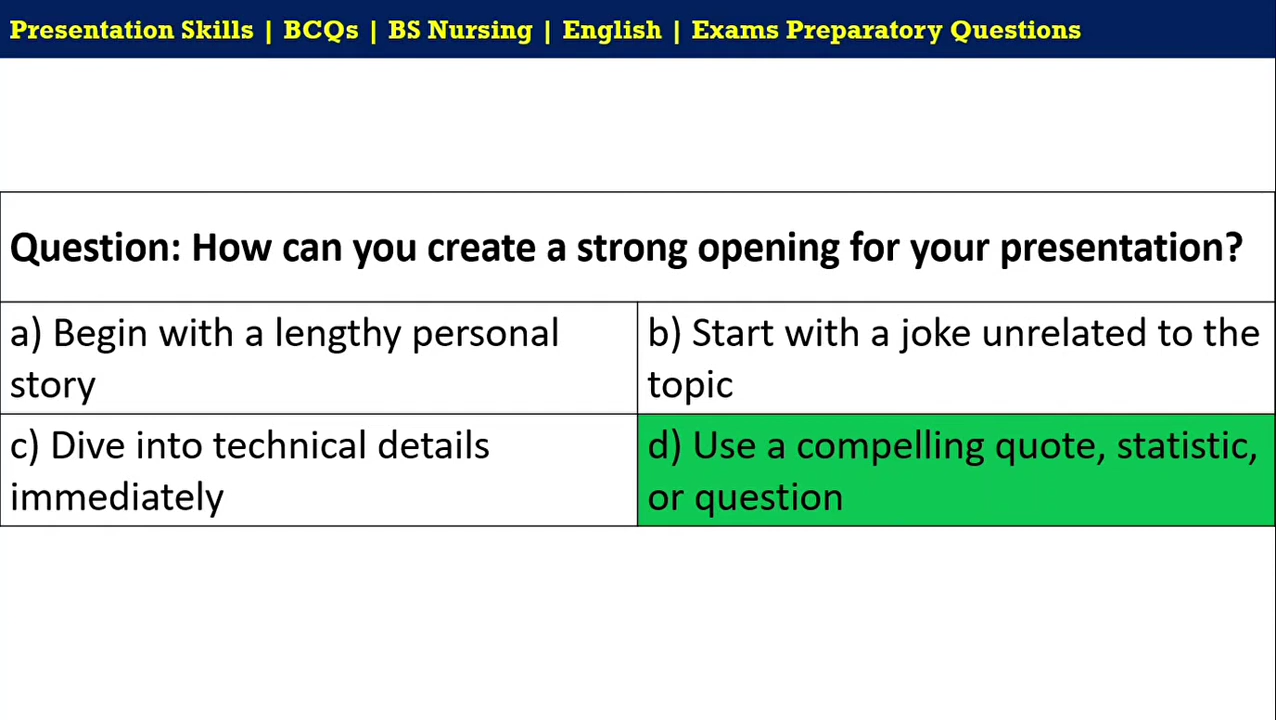 Presentation Skills | BCQs | BS Nursing | English | Exams Preparatory Questions
Question: How can you create a strong opening for your presentation?
a) Begin with a lengthy personal
story
b) Start with a joke unrelated to the
topic
c) Dive into technical details
immediately
d) Use a compelling quote, statistic,
or question